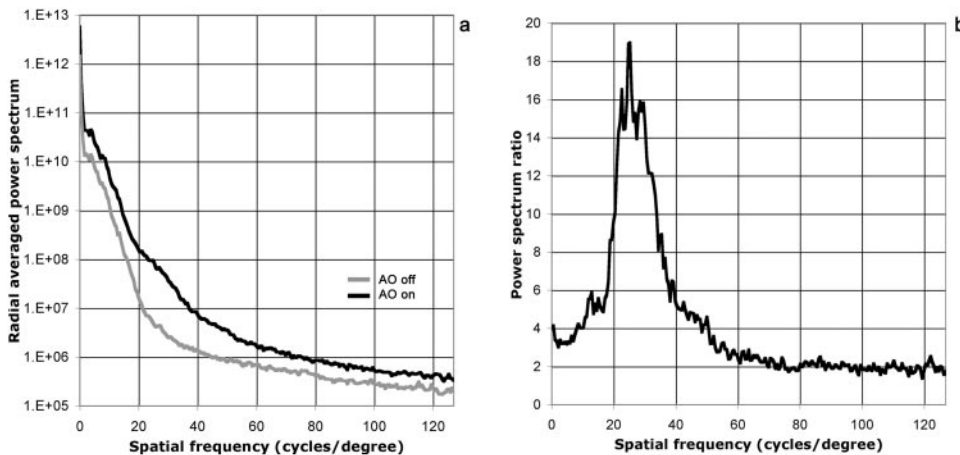 a
Radial averaged power spectrum
1.E+13
1.E+12
1.E+11
1.E+10
1.E+09
1.E+08
1.E+07
1.E+06
1.E+05
AO off
AO on
0 20 40 60 80 100 120
Spatial frequency (cycles/degree)
b
Power spectrum ratio
20
18
16
14
12
10
8
6
4
2
0
0 20 40 60 80 100 120
Spatial frequency (cycles/degree)